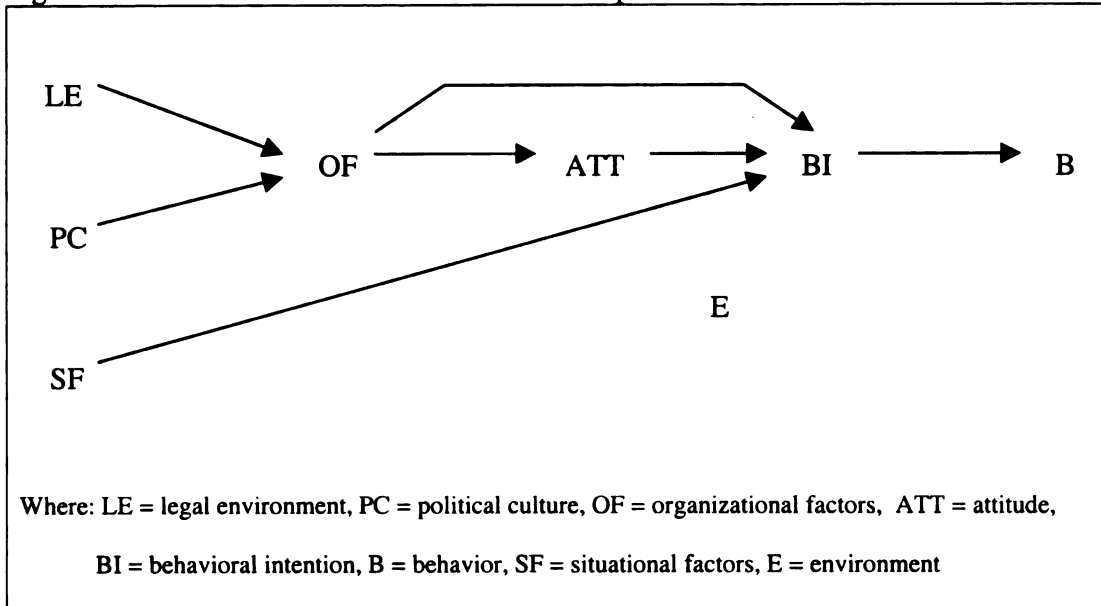 LE
OF
ATT
BI
B
PC
E
SF
Where: LE = legal environment, PC = political culture, OF = organizational factors, ATT = attitude,
BI = behavioral intention, B = behavior, SF = situational factors, E = environment